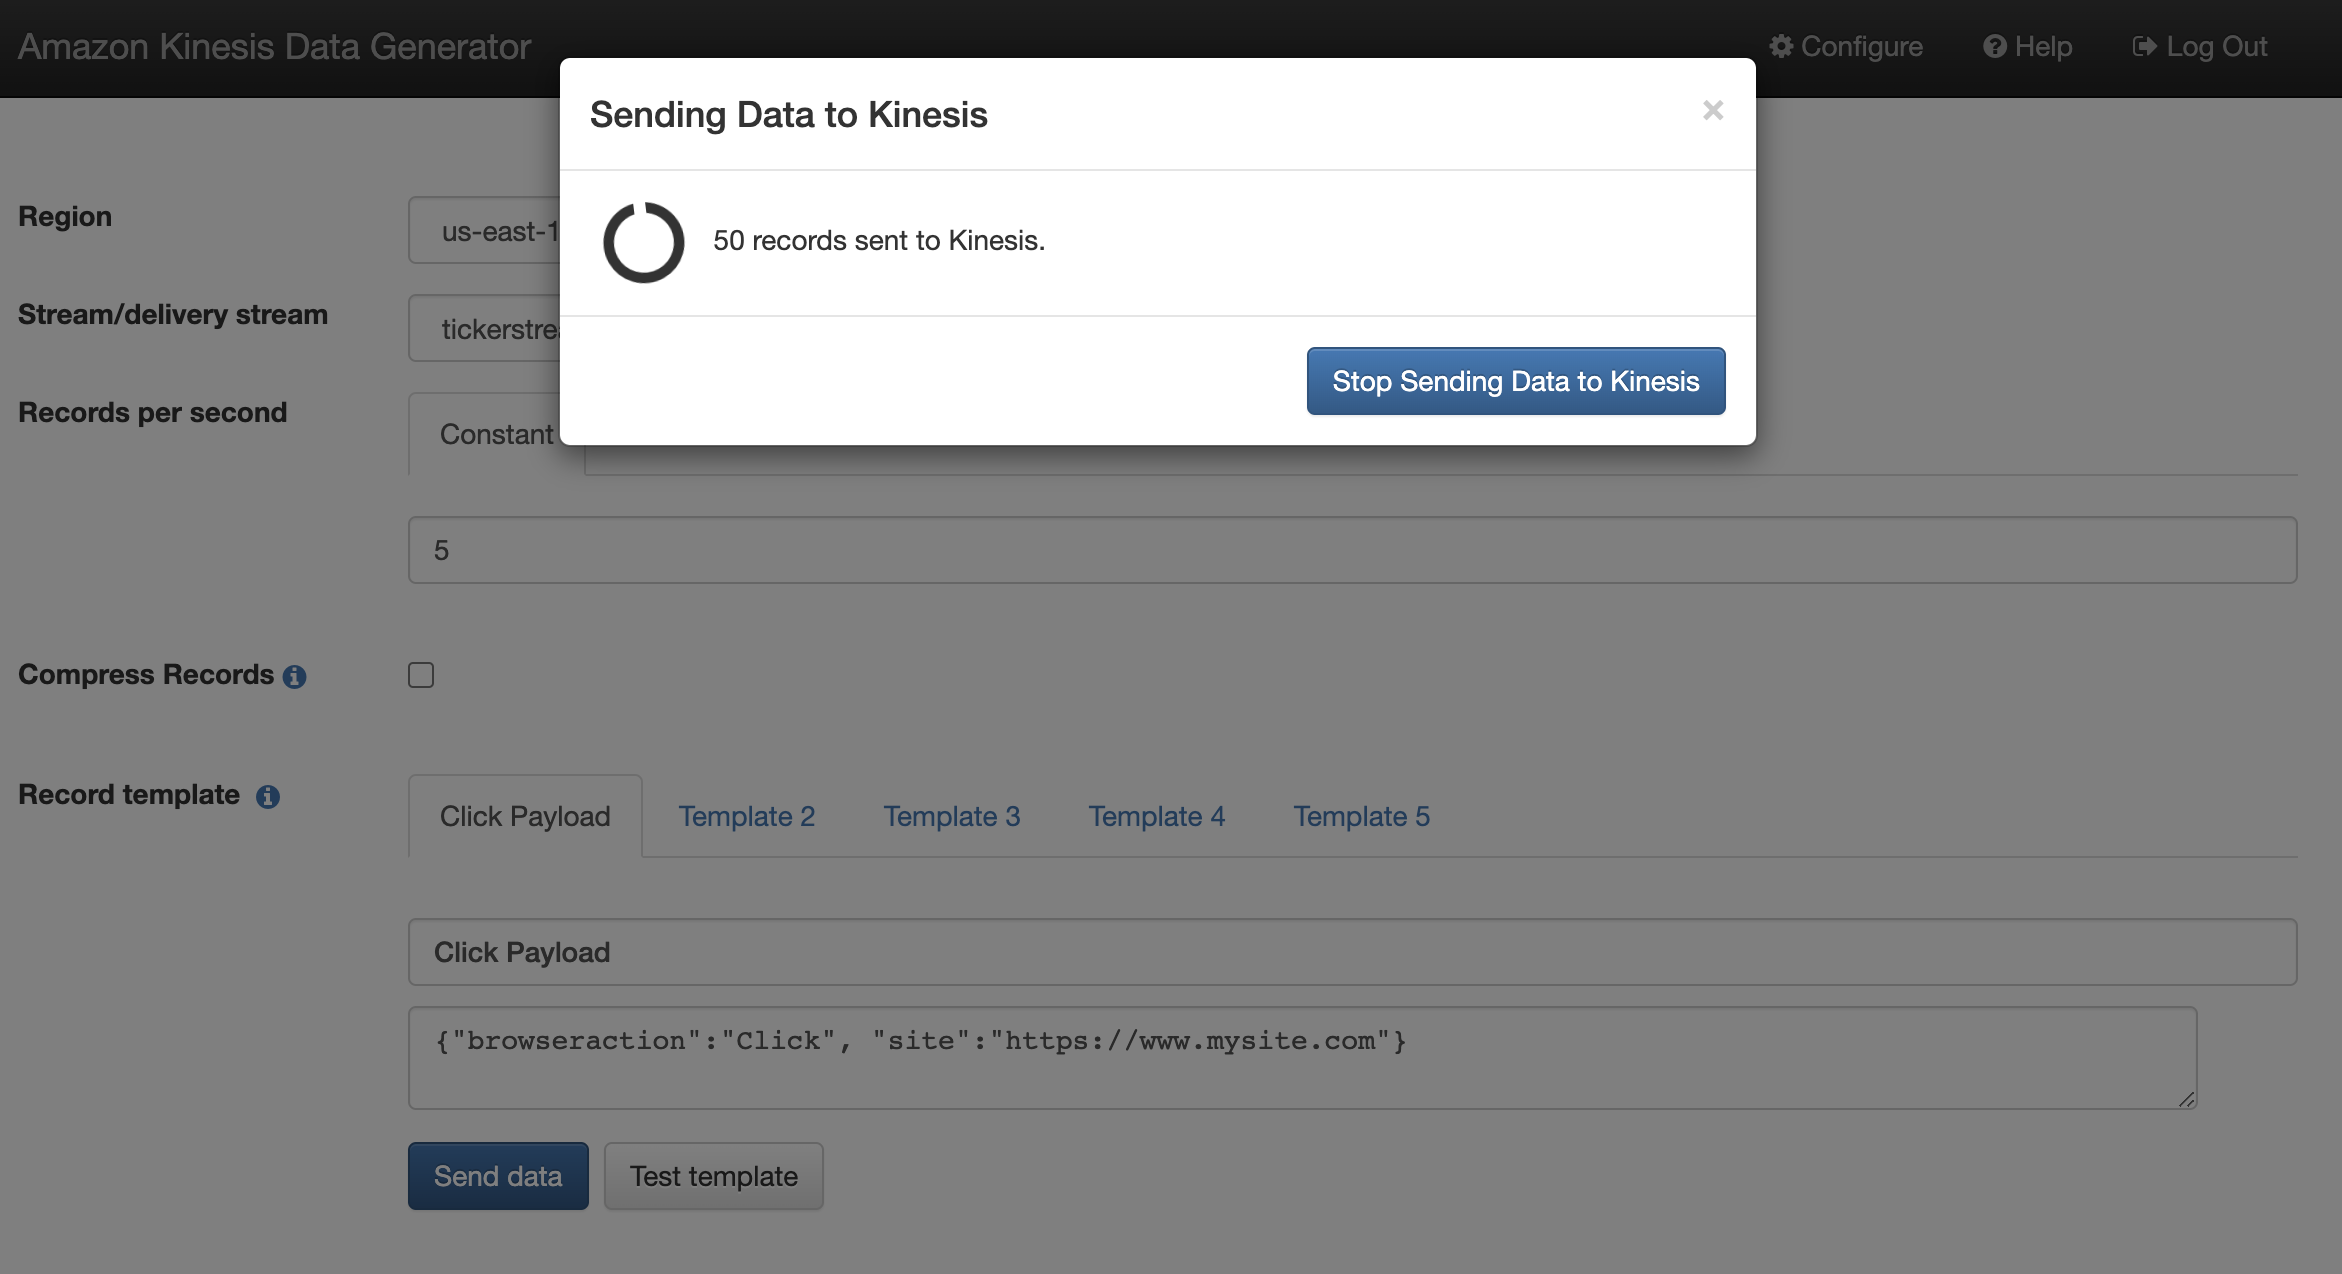 Amazon Kinesis Data Generator
Configure Help Log Out
Sending Data to Kinesis ×
50 records sent to Kinesis.
Stop Sending Data to Kinesis
Region us-east-1
Stream/delivery stream
Records per second Constant
5
Compress Records
Record template Click Payload Template 2 Template 3 Template 4 Template 5
Click Payload
{"browseraction":"Click", "site":"https://www.mysite.com"}
Send data Test template